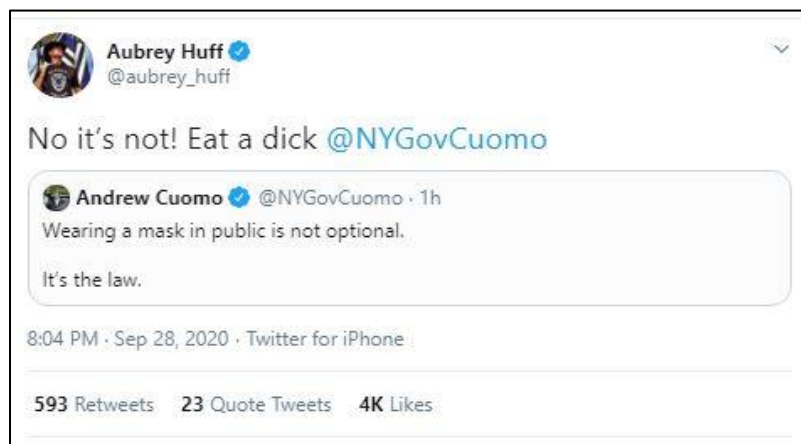 Aubrey Huff
@aubrey_huff
No it’s not! Eat a dick @NYGovCuomo
Andrew Cuomo @NYGovCuomo · 1h
Wearing a mask in public is not optional.
It’s the law.
8:04 PM · Sep 28, 2020 · Twitter for iPhone
593 Retweets 23 Quote Tweets 4K Likes